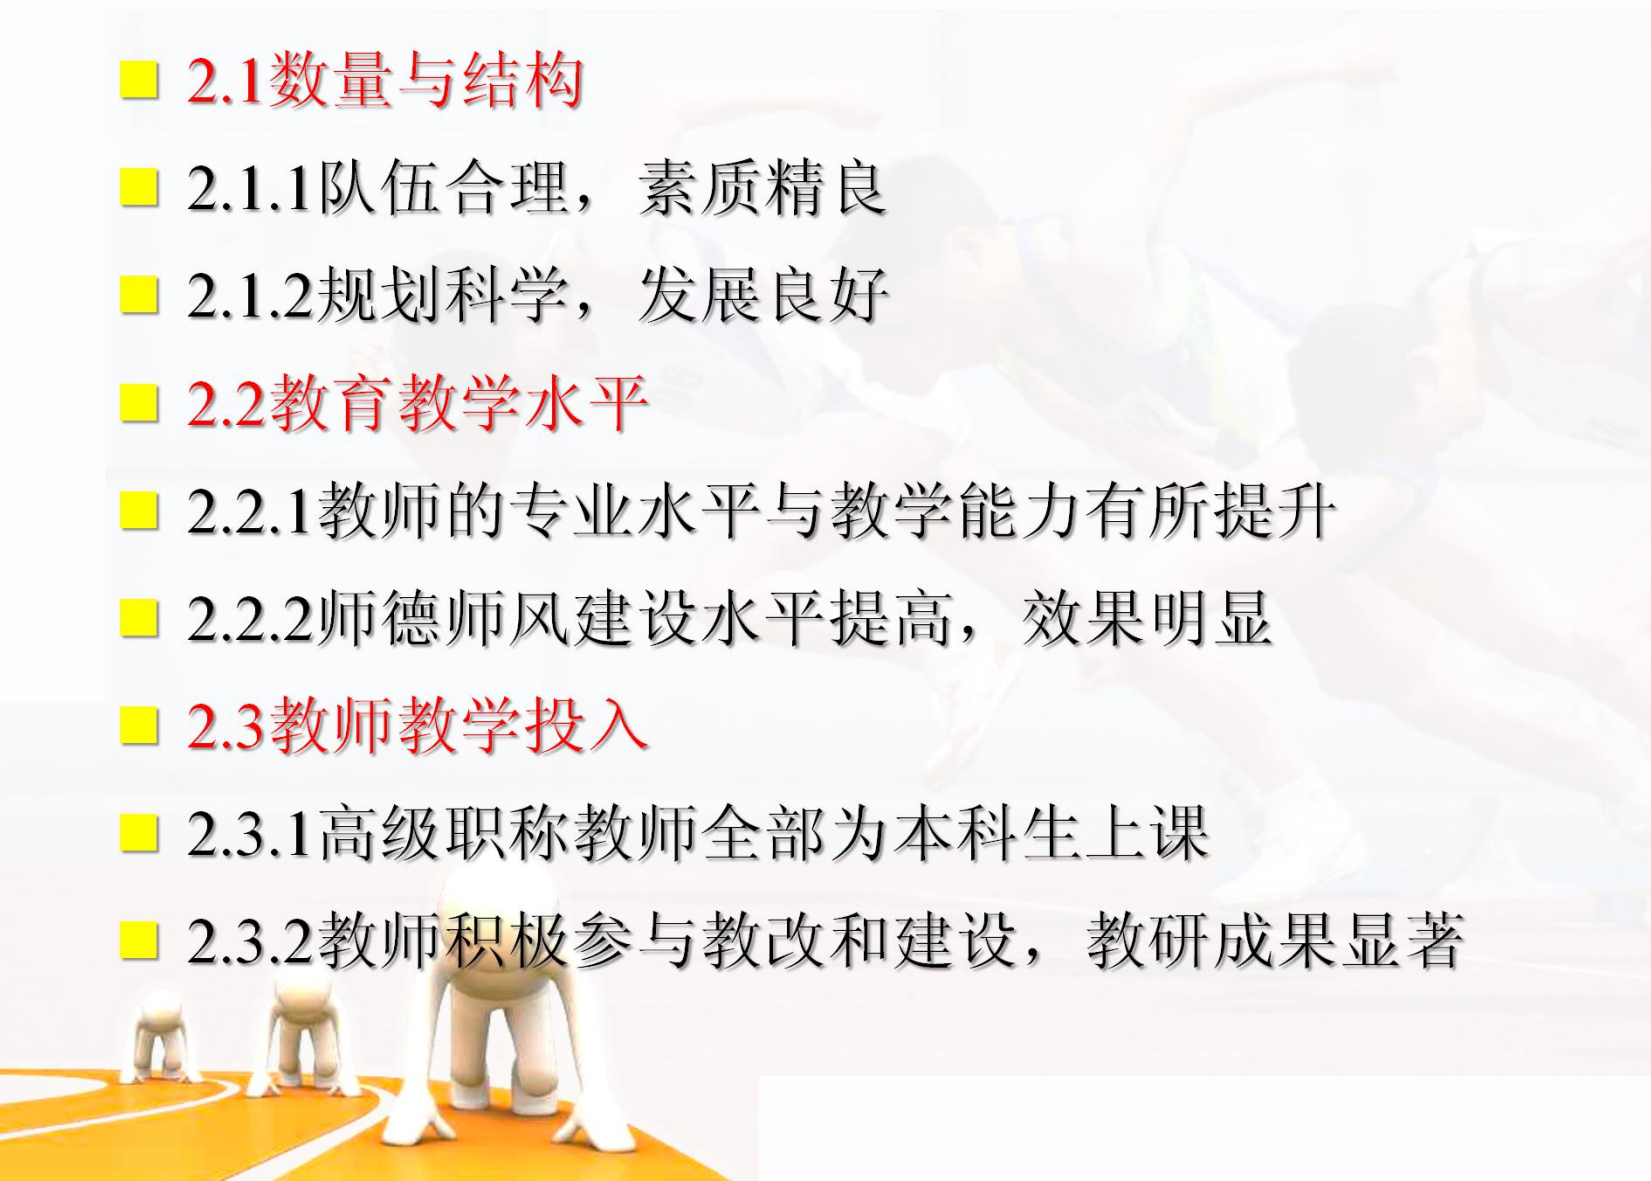 2.1数量与结构
2.1.1队伍合理，素质精良
2.1.2规划科学，发展良好
2.2教育教学水平
2.2.1教师的专业水平与教学能力有所提升
2.2.2师德师风建设水平提高，效果明显
2.3教师教学投入
2.3.1高级职称教师全部为本科生上课
2.3.2教师积极参与教改和建设，教研成果显著